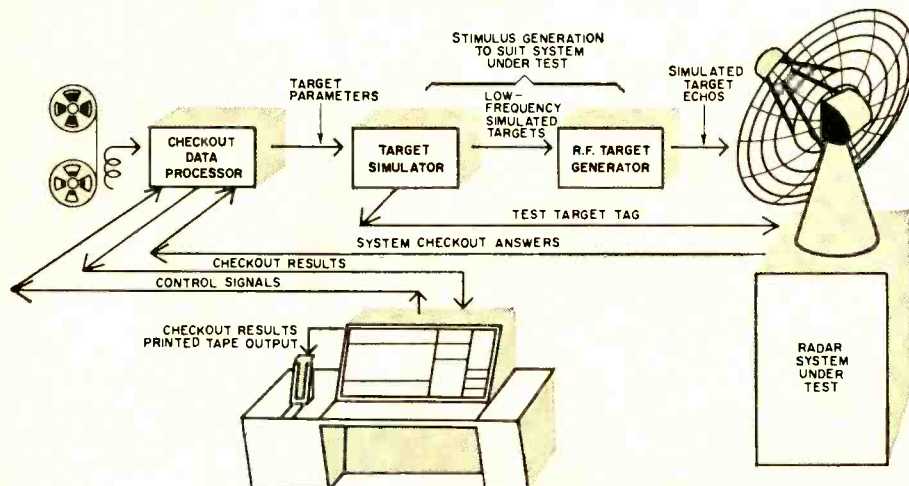 STIMULUS GENERATION
TO SUIT SYSTEM
UNDER TEST
TARGET
PARAMETERS
LOW-
FREQUENCY
SIMULATED
TARGETS
SIMULATED
TARGET
ECHOS
CHECKOUT
DATA
PROCESSOR
TARGET
SIMULATOR
R.F. TARGET
GENERATOR
TEST TARGET TAG
SYSTEM CHECKOUT ANSWERS
CHECKOUT RESULTS
CONTROL SIGNALS
CHECKOUT RESULTS
PRINTED TAPE OUTPUT
RADAR
SYSTEM
UNDER
TEST